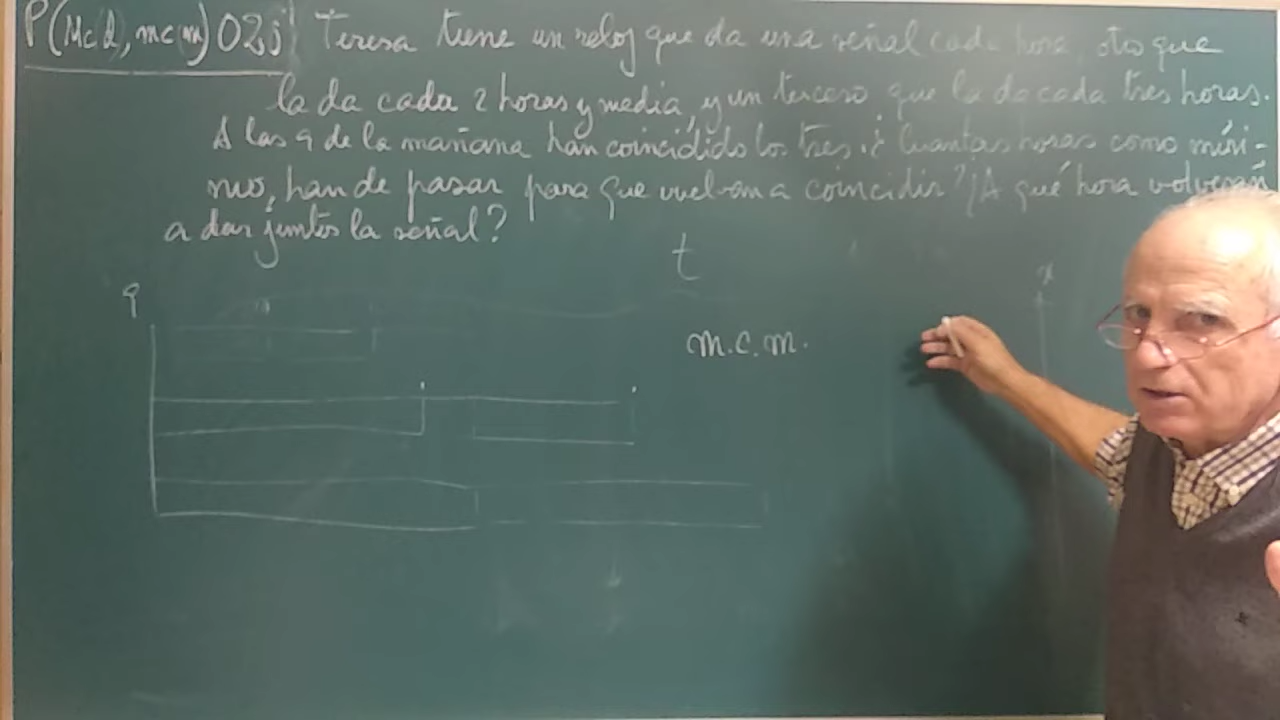 P(Mcd, mcm) 02j Teresa tiene un reloj que da una señal cada hora, otro que
la da cada 2 horas y media, y un tercero que la da cada tres horas.
A las 9 de la mañana han coincidido los tres. ¿Cuantas horas como míni-
mo, han de pasar para que vuelvan a coincidir? ¿A qué hora volverán
a dar juntos la señal?
t
9
m.c.m.